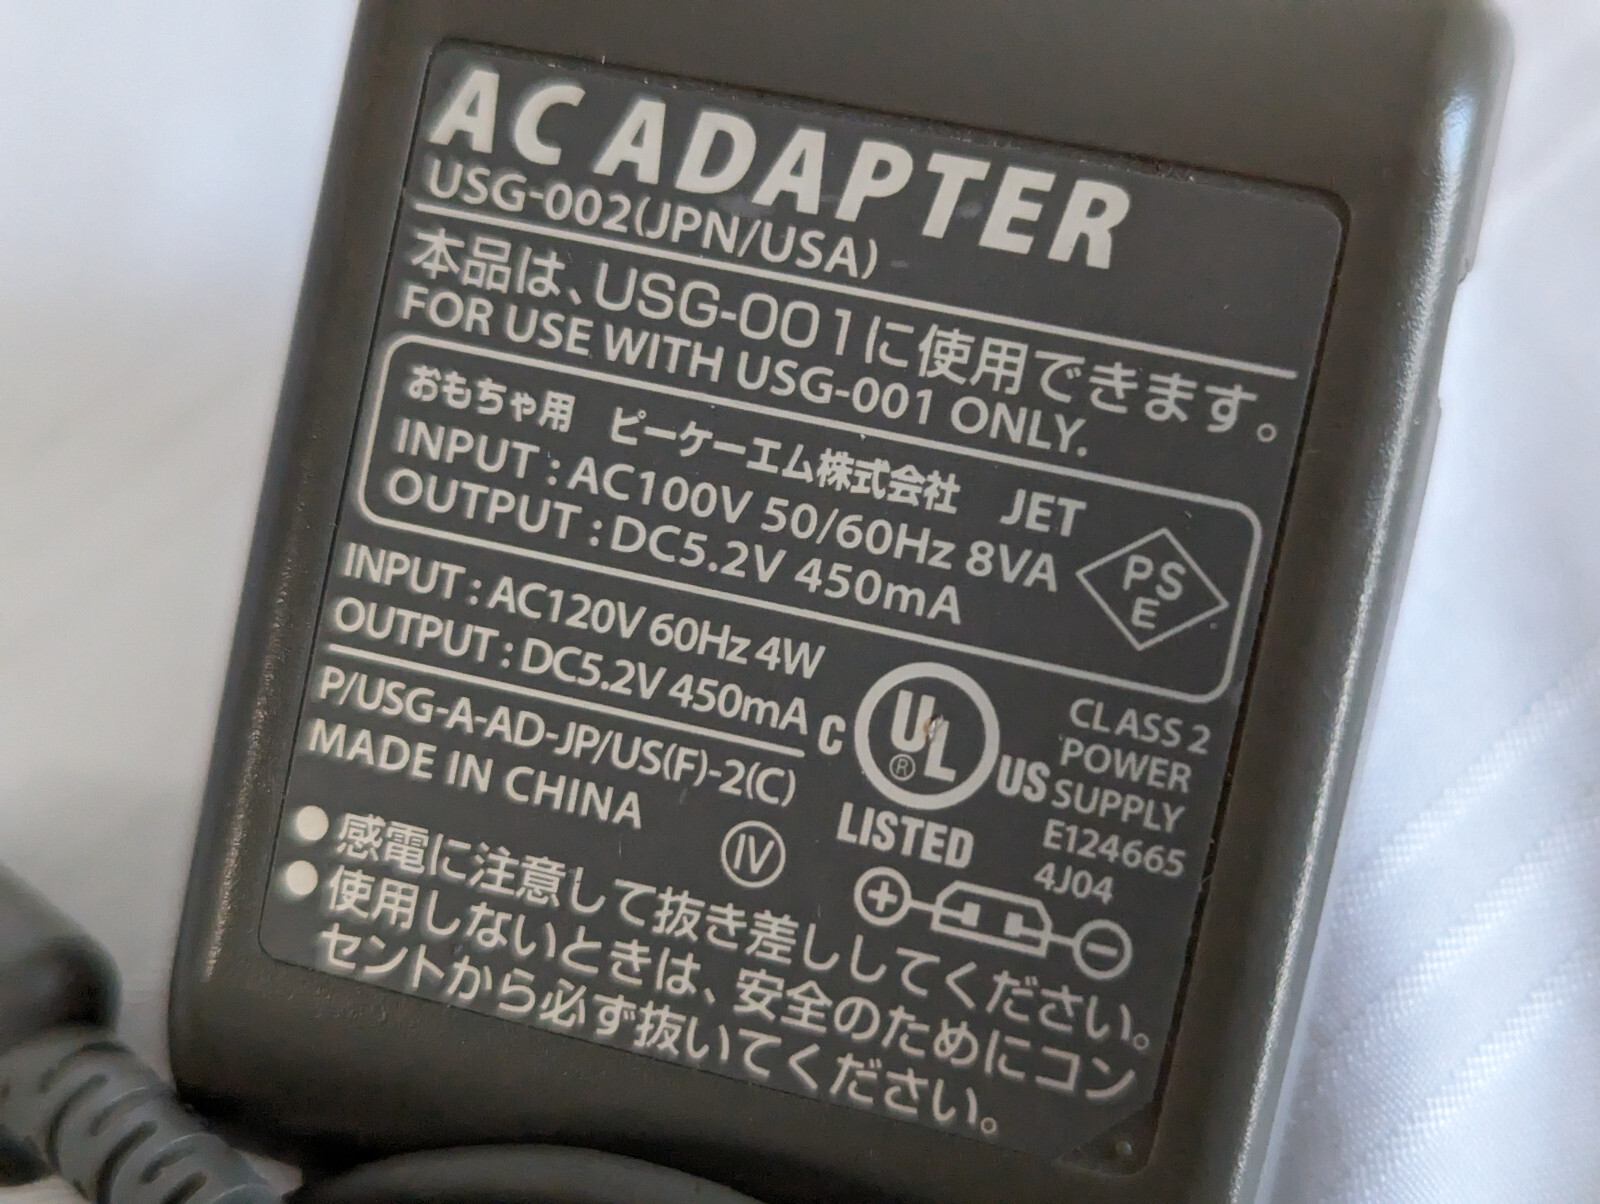 AC ADAPTER
USG-002(JPN/USA)
本品は、USG-001に使用できます。
FOR USE WITH USG-001 ONLY.
おもちゃ用 ピーケーエム株式会社 JET
INPUT : AC100V 50/60Hz 8VA
OUTPUT : DC5.2V 450mA
PS
E
INPUT : AC120V 60Hz 4W
OUTPUT : DC5.2V 450mA
P/USG-A-AD-JP/US(F)-2(C)
MADE IN CHINA
IV
C UL US
®
LISTED
CLASS 2
POWER
SUPPLY
E124665
4J04
+ −
●感電に注意して抜き差ししてください。
●使用しないときは、安全のためにコン
セントから必ず抜いてください。